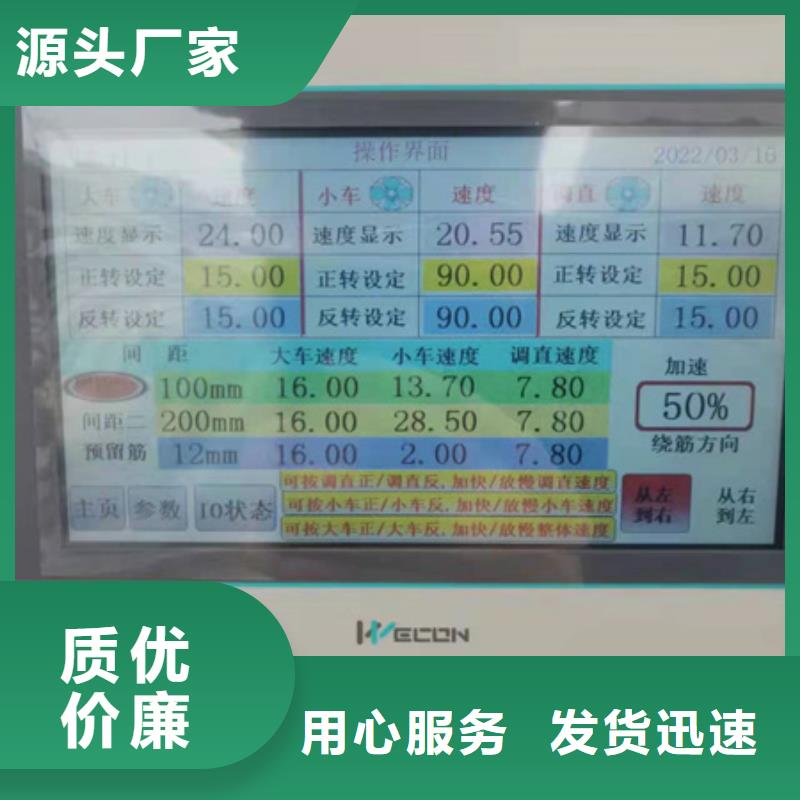 源头厂家
操作界面 2022/03/16
大车 速度 小车 速度 调直 速度
速度显示 24.00 速度显示 20.55 速度显示 11.70
正转设定 15.00 正转设定 90.00 正转设定 15.00
反转设定 15.00 反转设定 90.00 反转设定 15.00
间 距 大车速度 小车速度 调直速度 加速
100mm 16.00 13.70 7.80 50%
间距二 200mm 16.00 28.50 7.80
预留筋 12mm 16.00 2.00 7.80 绕筋方向
可按调直正/调直反,加快/放慢调直速度
可按小车正/小车反,加快/放慢小车速度
可按大车正/大车反,加快/放慢整体速度
主页 参数 IO状态
从左 从右
到右 到左
WECON
质优
价廉
用心服务 发货迅速